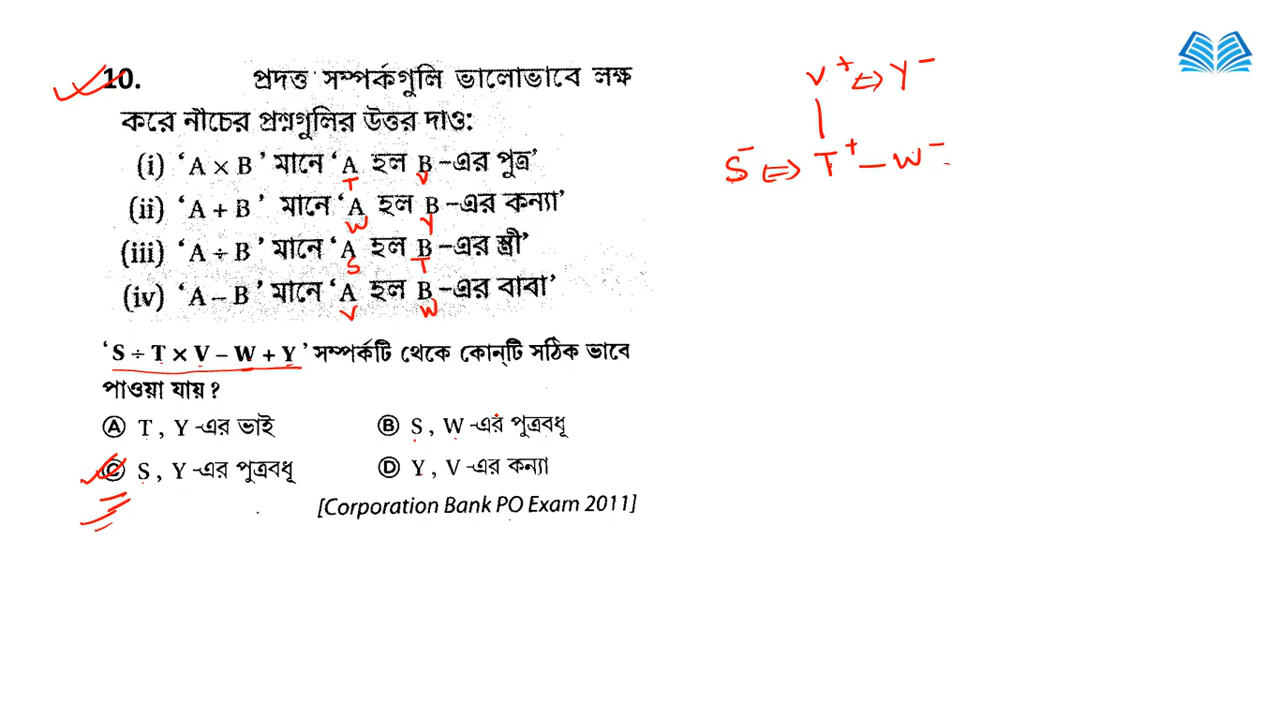 10. প্রদত্ত সম্পর্কগুলি ভালোভাবে লক্ষ
করে নীচের প্রশ্নগুলির উত্তর দাও:
(i) ‘A × B’ মানে ‘A হল B-এর পুত্র’
T V
(ii) ‘A + B’ মানে ‘A হল B-এর কন্যা’
W Y
(iii) ‘A ÷ B’ মানে ‘A হল B-এর স্ত্রী’
S T
(iv) ‘A – B’ মানে ‘A হল B-এর বাবা’
V W
‘S ÷ T × V – W + Y’ সম্পর্কটি থেকে কোন্‌টি সঠিক ভাবে
পাওয়া যায়?
Ⓐ T, Y-এর ভাই Ⓑ S, W-এর পুত্রবধূ
Ⓒ S, Y-এর পুত্রবধূ Ⓓ Y, V-এর কন্যা
[Corporation Bank PO Exam 2011]
V+ ⇔ Y-
S- ⇔ T+ – W-